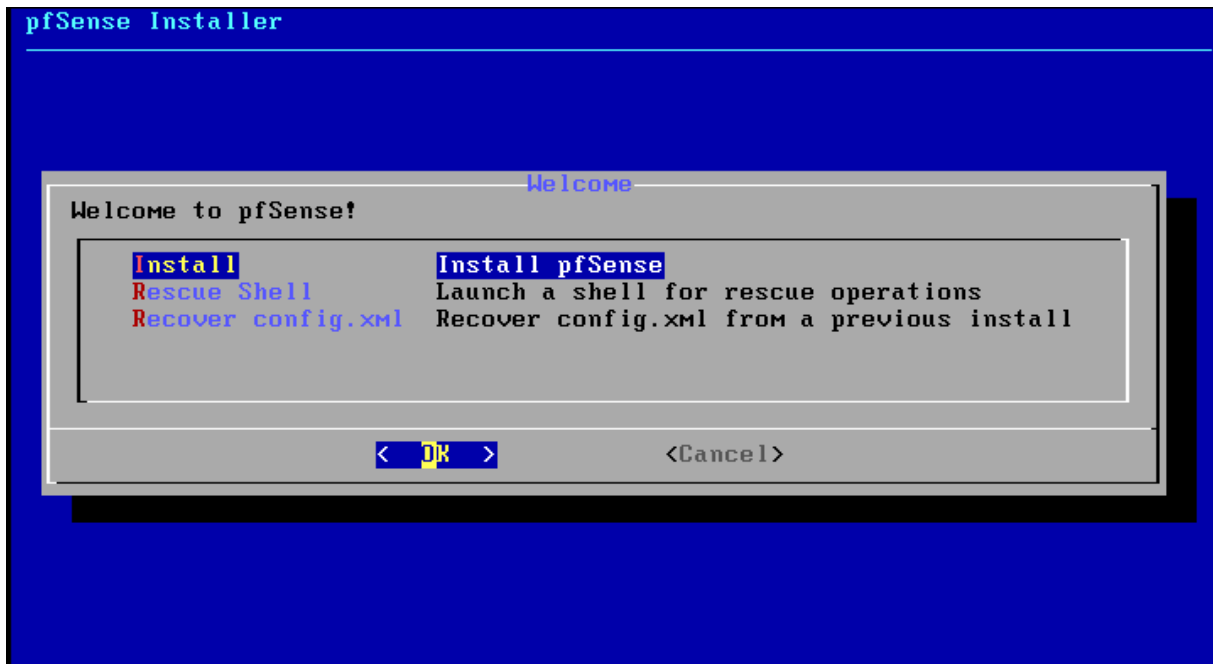 pfSense Installer
Welcome
Welcome to pfSense!
Install Install pfSense
Rescue Shell Launch a shell for rescue operations
Recover config.xml Recover config.xml from a previous install
< OK > <Cancel>